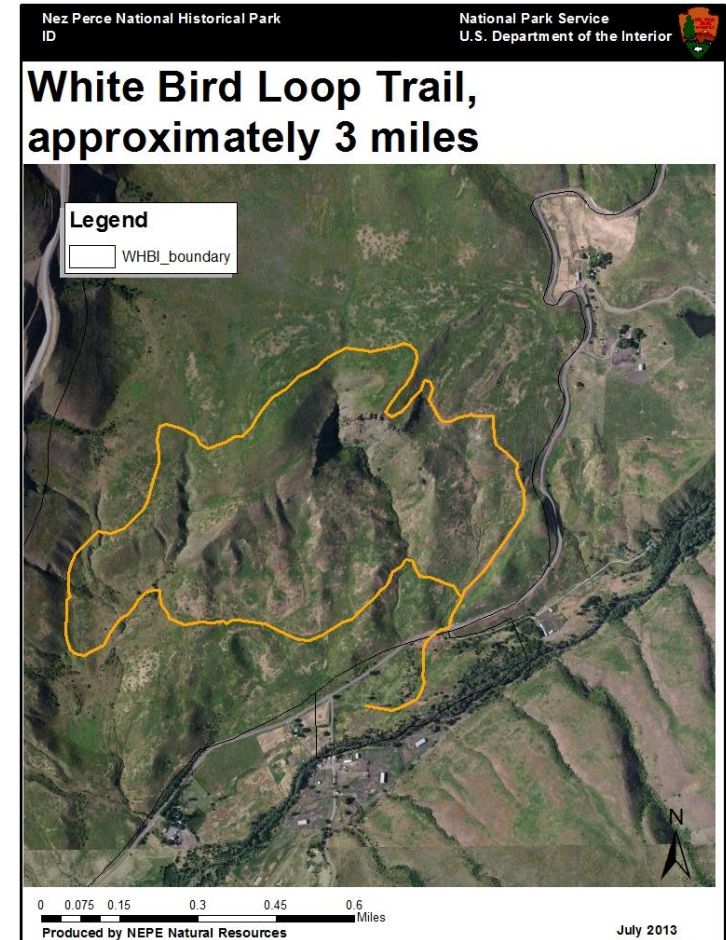 Nez Perce National Historical Park
ID
National Park Service
U.S. Department of the Interior
White Bird Loop Trail,
approximately 3 miles
Legend
WHBI_boundary
N
0 0.075 0.15 0.3 0.45 0.6
Miles
Produced by NEPE Natural Resources
July 2013